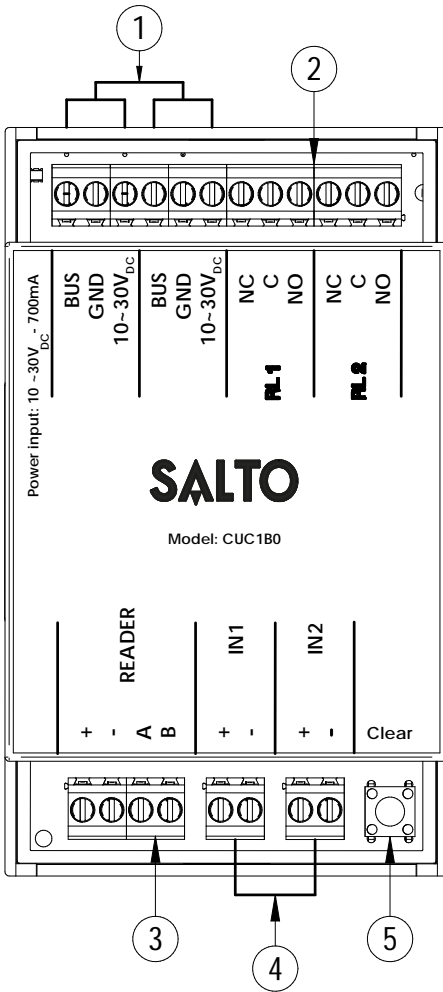 1
2
Power input: 10 ~30V DC - 700mA
BUS
GND
10~30V DC
BUS
GND
10~30V DC
NC
C
NO
RL 1
NC
C
NO
RL 2
SALTO
Model: CUC1B0
READER
+
-
A
B
IN1
+
-
IN2
+
-
Clear
3
4
5